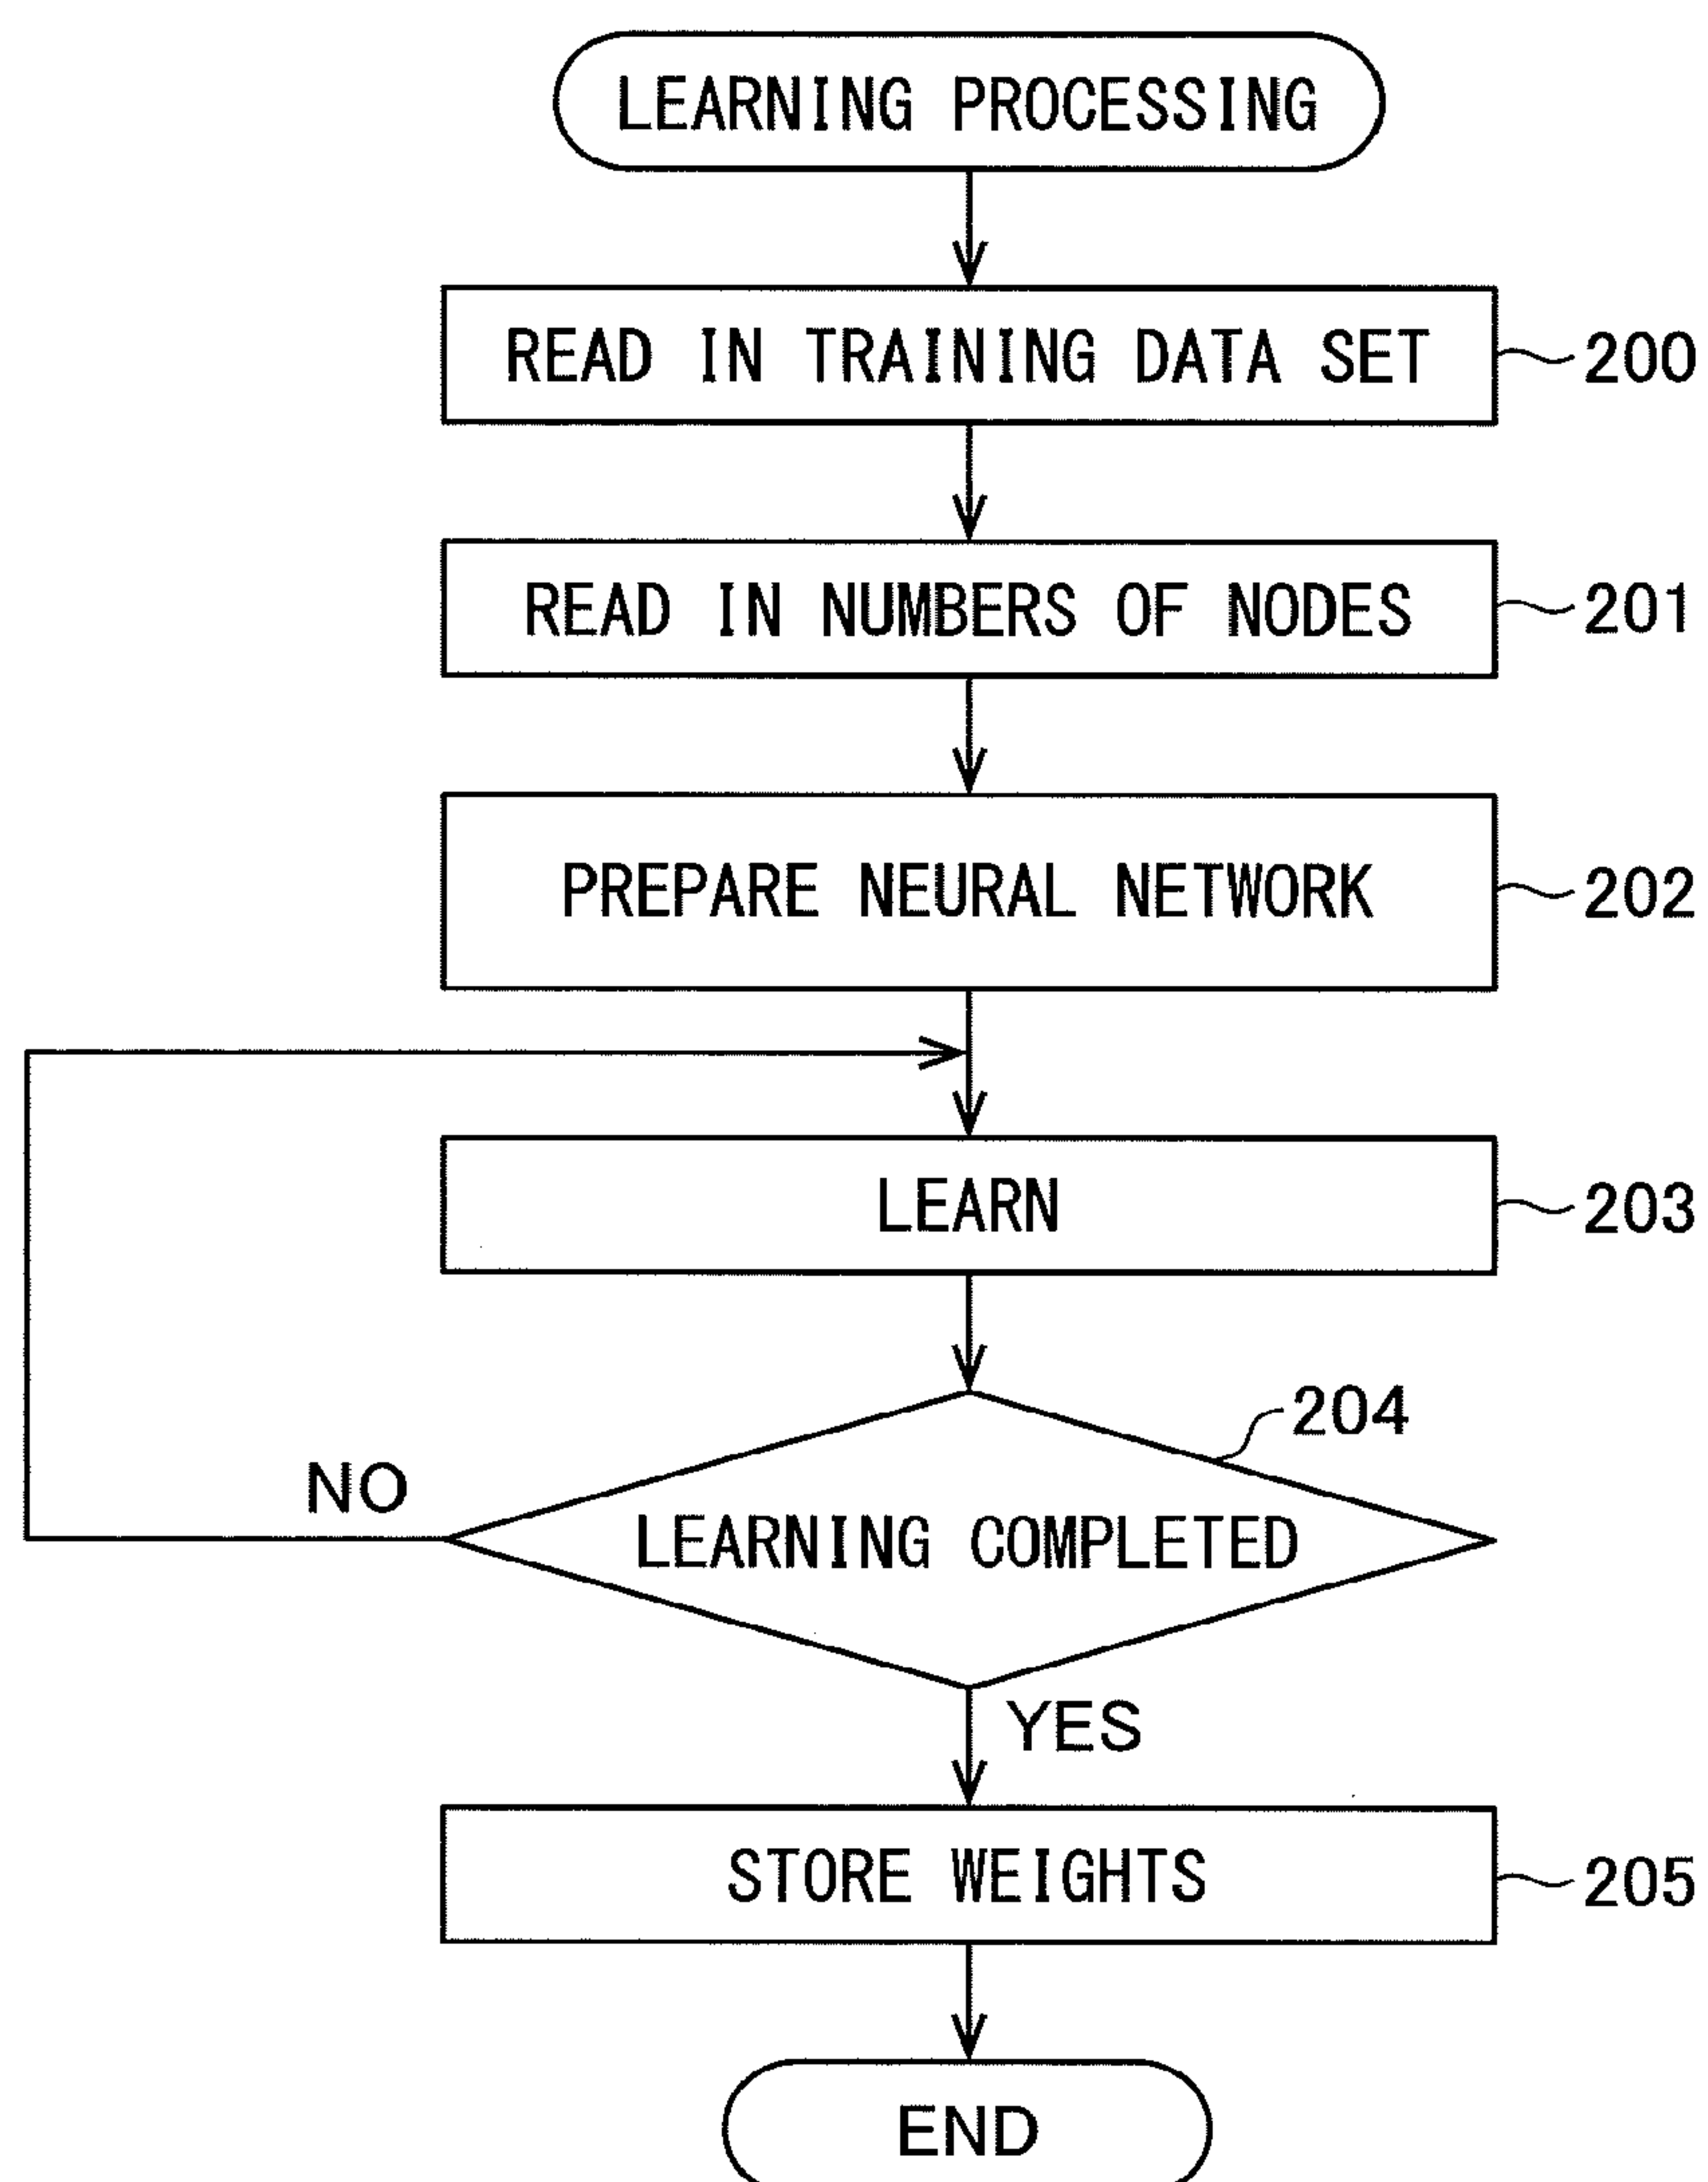 LEARNING PROCESSING
READ IN TRAINING DATA SET
200
READ IN NUMBERS OF NODES
201
PREPARE NEURAL NETWORK
202
LEARN
203
204
NO
LEARNING COMPLETED
YES
STORE WEIGHTS
205
END